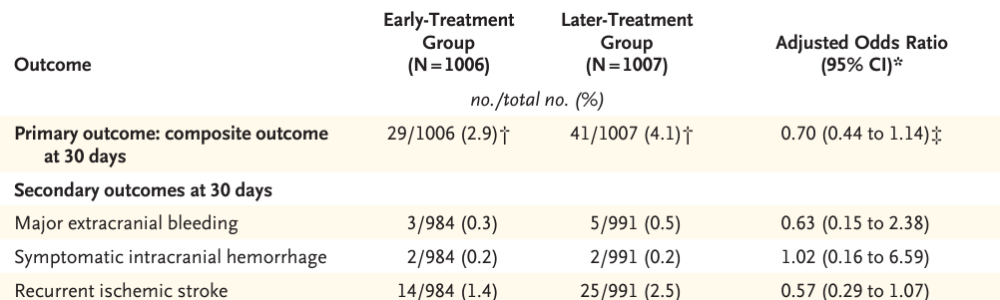 Early-Treatment Group (N=1006) Later-Treatment Group (N=1007) Adjusted Odds Ratio (95% CI)*
Outcome
no./total no. (%)
Primary outcome: composite outcome at 30 days 29/1006 (2.9)† 41/1007 (4.1)† 0.70 (0.44 to 1.14)‡
Secondary outcomes at 30 days
Major extracranial bleeding 3/984 (0.3) 5/991 (0.5) 0.63 (0.15 to 2.38)
Symptomatic intracranial hemorrhage 2/984 (0.2) 2/991 (0.2) 1.02 (0.16 to 6.59)
Recurrent ischemic stroke 14/984 (1.4) 25/991 (2.5) 0.57 (0.29 to 1.07)